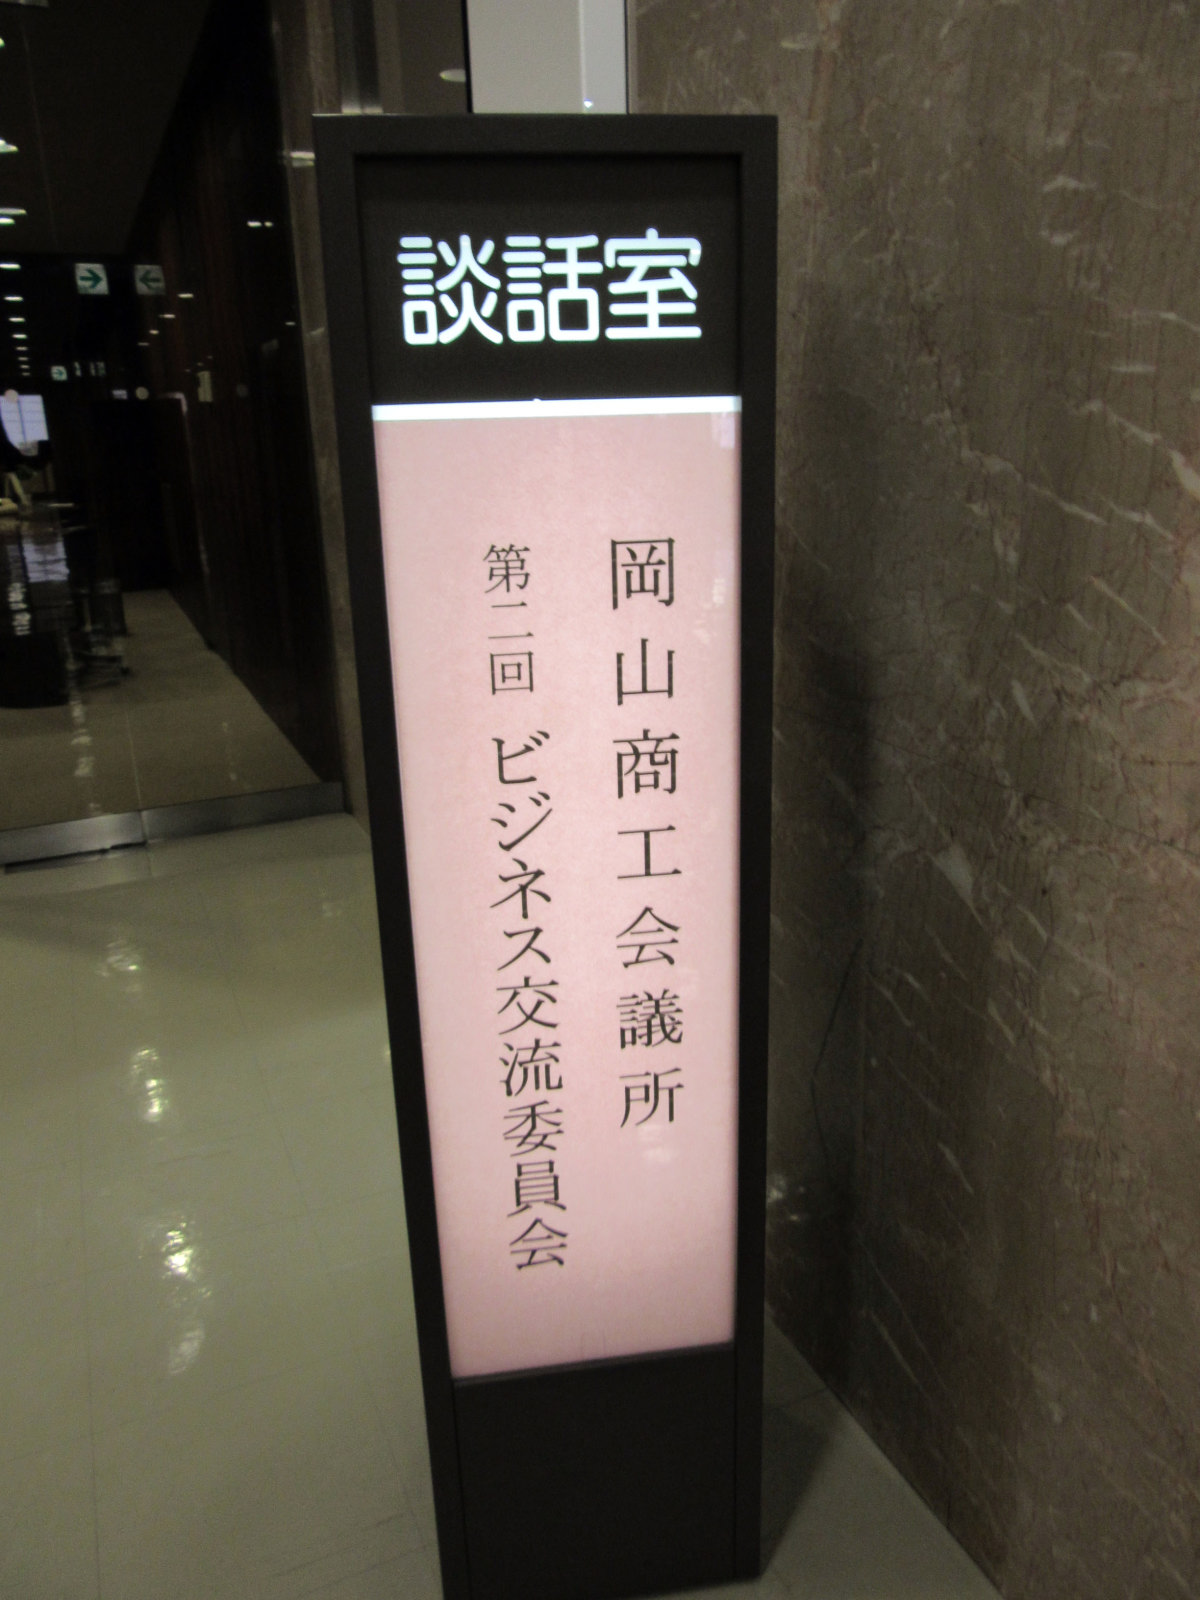 談話室
岡山商工会議所
第二回 ビジネス交流委員会